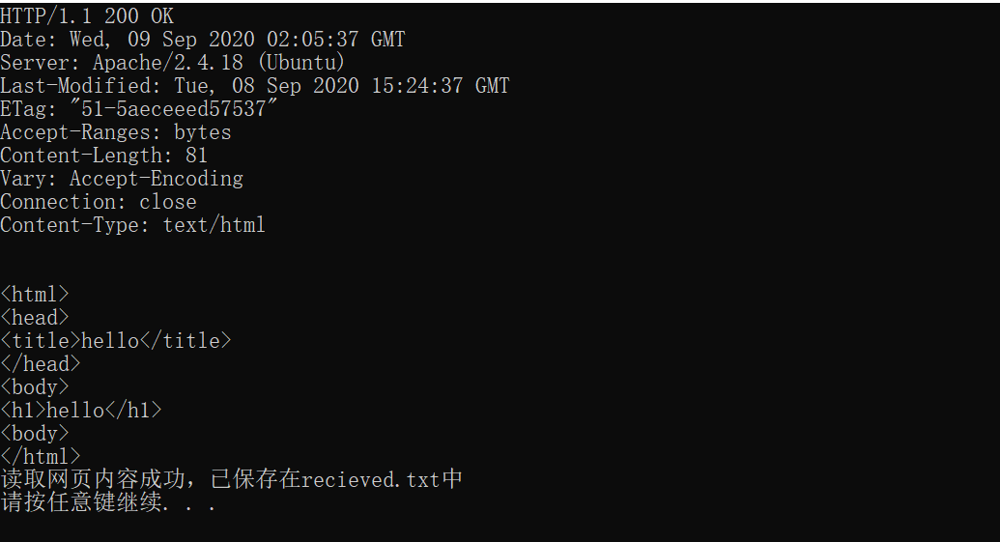 HTTP/1.1 200 OK
Date: Wed, 09 Sep 2020 02:05:37 GMT
Server: Apache/2.4.18 (Ubuntu)
Last-Modified: Tue, 08 Sep 2020 15:24:37 GMT
ETag: "51-5aeceeed57537"
Accept-Ranges: bytes
Content-Length: 81
Vary: Accept-Encoding
Connection: close
Content-Type: text/html
<html>
<head>
<title>hello</title>
</head>
<body>
<h1>hello</h1>
<body>
</html>
读取网页内容成功，已保存在recieved.txt中
请按任意键继续. . .